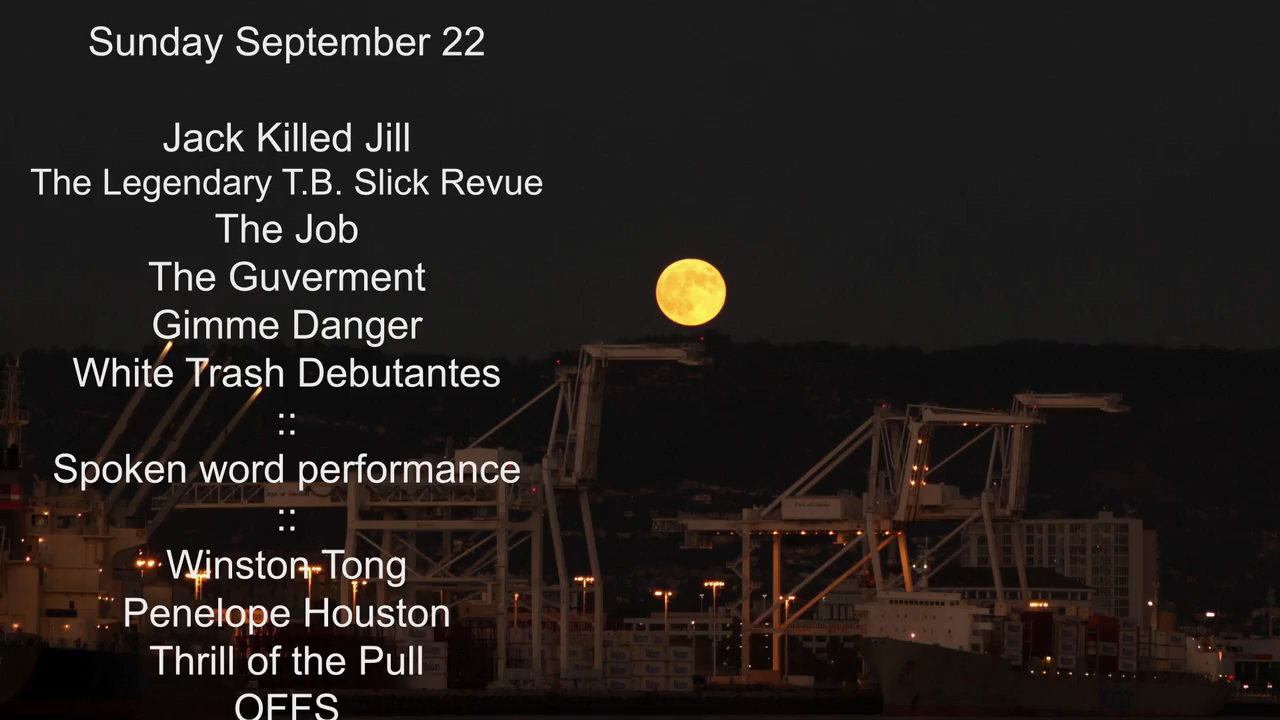 Sunday September 22
Jack Killed Jill
The Legendary T.B. Slick Revue
The Job
The Guverment
Gimme Danger
White Trash Debutantes
::
Spoken word performance
::
Winston Tong
Penelope Houston
Thrill of the Pull
OFFS